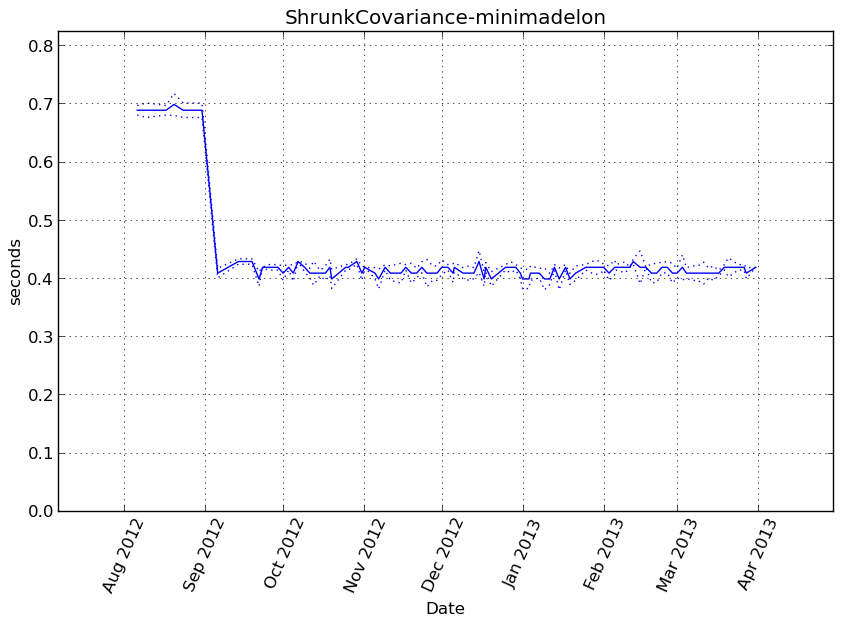 ShrunkCovariance-minimadelon
0.8
0.7
0.6
0.5
0.4
0.3
0.2
0.1
0.0
seconds
Aug 2012
Sep 2012
Oct 2012
Nov 2012
Dec 2012
Jan 2013
Feb 2013
Mar 2013
Apr 2013
Date